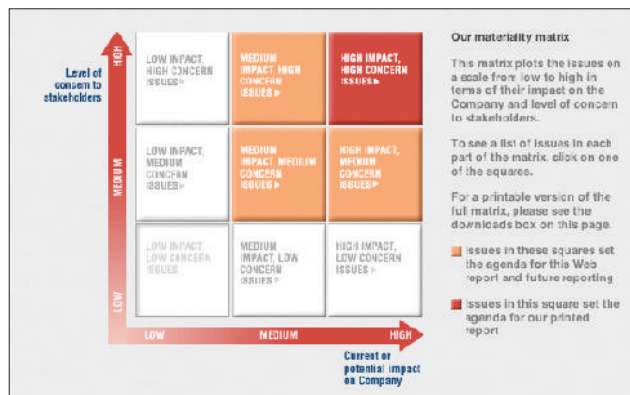 HIGH
Level of
concern to
stakeholders
LOW IMPACT,
HIGH CONCERN
ISSUES▶
MEDIUM
IMPACT, HIGH
CONCERN
ISSUES ▶
HIGH IMPACT,
HIGH CONCERN
ISSUES▶
MEDIUM
LOW IMPACT,
MEDIUM
CONCERN
ISSUES▶
MEDIUM
IMPACT, MEDIUM
CONCERN
ISSUES▶
HIGH IMPACT,
MEDIUM
CONCERN
ISSUES▶
LOW
LOW IMPACT,
LOW CONCERN
ISSUES
MEDIUM
IMPACT, LOW
CONCERN
ISSUES ▶
HIGH IMPACT,
LOW CONCERN
ISSUES ▶
LOW
MEDIUM
HIGH
Current or
potential impact
on Company
Our materiality matrix
This matrix plots the issues on
a scale from low to high in
terms of their impact on the
Company and level of concern
to stakeholders.
To see a list of issues in each
part of the matrix, click on one
of the squares.
For a printable version of the
full matrix, please see the
downloads box on this page.
Issues in these squares set
the agenda for this Web
report and future reporting
Issues in this square set the
agenda for our printed
report